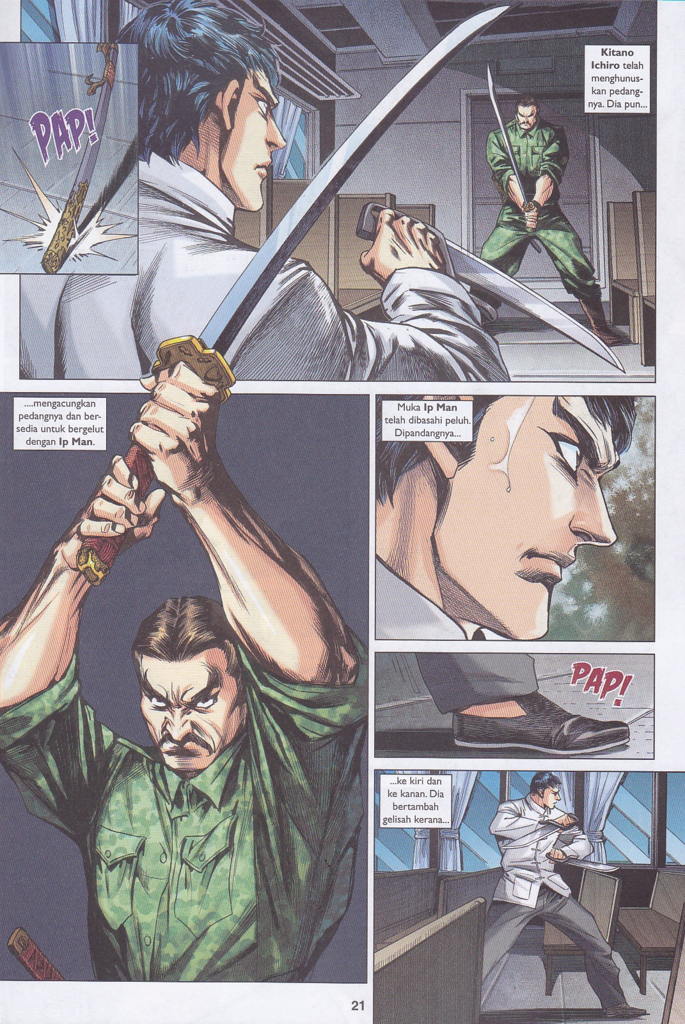 PAP!
Kitano
Ichiro telah
menghunus-
kan pedang-
nya. Dia pun...
....mengacungkan
pedangnya dan ber-
sedia untuk bergelut
dengan Ip Man.
Muka Ip Man
telah dibasahi peluh.
Dipandangnya...
PAP!
...ke kiri dan
ke kanan. Dia
bertambah
gelisah kerana...
21